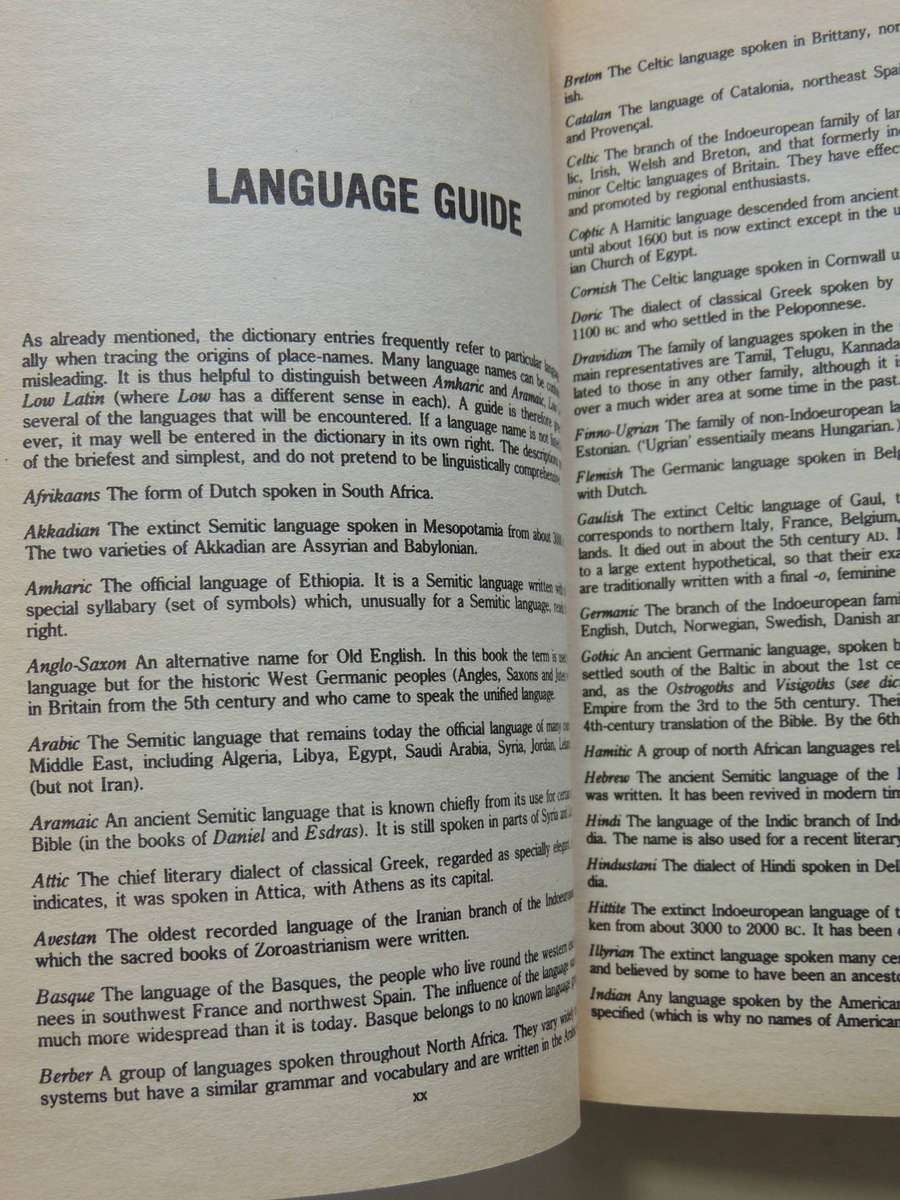 LANGUAGE GUIDE
As already mentioned, the dictionary entries frequently refer to particular
ally when tracing the origins of place-names. Many language names can be
misleading. It is thus helpful to distinguish between Amharic and Aramaic, Low
Low Latin (where Low has a different sense in each). A guide is therefore
several of the languages that will be encountered. If a language name is not
ever, it may well be entered in the dictionary in its own right. The descriptions
of the briefest and simplest, and do not pretend to be linguistically comprehensive
Afrikaans The form of Dutch spoken in South Africa.
Akkadian The extinct Semitic language spoken in Mesopotamia from about
The two varieties of Akkadian are Assyrian and Babylonian.
Amharic The official language of Ethiopia. It is a Semitic language written
special syllabary (set of symbols) which, unusually for a Semitic language,
right.
Anglo-Saxon An alternative name for Old English. In this book the term is
language but for the historic West Germanic peoples (Angles, Saxons and Jutes
in Britain from the 5th century and who came to speak the unified language.
Arabic The Semitic language that remains today the official language of many
Middle East, including Algeria, Libya, Egypt, Saudi Arabia, Syria, Jordan,
(but not Iran).
Aramaic An ancient Semitic language that is known chiefly from its use for
Bible (in the books of Daniel and Esdras). It is still spoken in parts of Syria
Attic The chief literary dialect of classical Greek, regarded as specially
indicates, it was spoken in Attica, with Athens as its capital.
Avestan The oldest recorded language of the Iranian branch of the
which the sacred books of Zoroastrianism were written.
Basque The language of the Basques, the people who live round the western
nees in southwest France and northwest Spain. The influence of the language
much more widespread than it is today. Basque belongs to no known language
Berber A group of languages spoken throughout North Africa. They vary widely
systems but have a similar grammar and vocabulary and are written in the
xx
Breton The Celtic language spoken in Brittany,
ish.
Catalan The language of Catalonia, northeast
and Provençal.
Celtic The branch of the Indoeuropean family of
lic, Irish, Welsh and Breton, and that formerly
minor Celtic languages of Britain. They have
and promoted by regional enthusiasts.
Coptic A Hamitic language descended from ancient
until about 1600 but is now extinct except in the
ian Church of Egypt.
Cornish The Celtic language spoken in Cornwall
Doric The dialect of classical Greek spoken by
1100 BC and who settled in the Peloponnese.
Dravidian The family of languages spoken in the
main representatives are Tamil, Telugu, Kannada
lated to those in any other family, although it is
over a much wider area at some time in the past.
Finno-Ugrian The family of non-Indoeuropean
Estonian. ('Ugrian' essentially means Hungarian.)
Flemish The Germanic language spoken in
with Dutch.
Gaulish The extinct Celtic language of Gaul,
corresponds to northern Italy, France, Belgium,
lands. It died out in about the 5th century AD.
to a large extent hypothetical, so that their
are traditionally written with a final -o, feminine
Germanic The branch of the Indoeuropean
English, Dutch, Norwegian, Swedish, Danish
Gothic An ancient Germanic language, spoken
settled south of the Baltic in about the 1st
and, as the Ostrogoths and Visigoths (see
Empire from the 3rd to the 5th century.
4th-century translation of the Bible. By the 6th
Hamitic A group of north African languages
Hebrew The ancient Semitic language of the
was written. It has been revived in modern
Hindi The language of the Indic branch of
dia. The name is also used for a recent literary
Hindustani The dialect of Hindi spoken in
dia.
Hittite The extinct Indoeuropean language of
ken from about 3000 to 2000 BC. It has been
Illyrian The extinct language spoken many
and believed by some to have been an
Indian Any language spoken by the
specified (which is why no names of